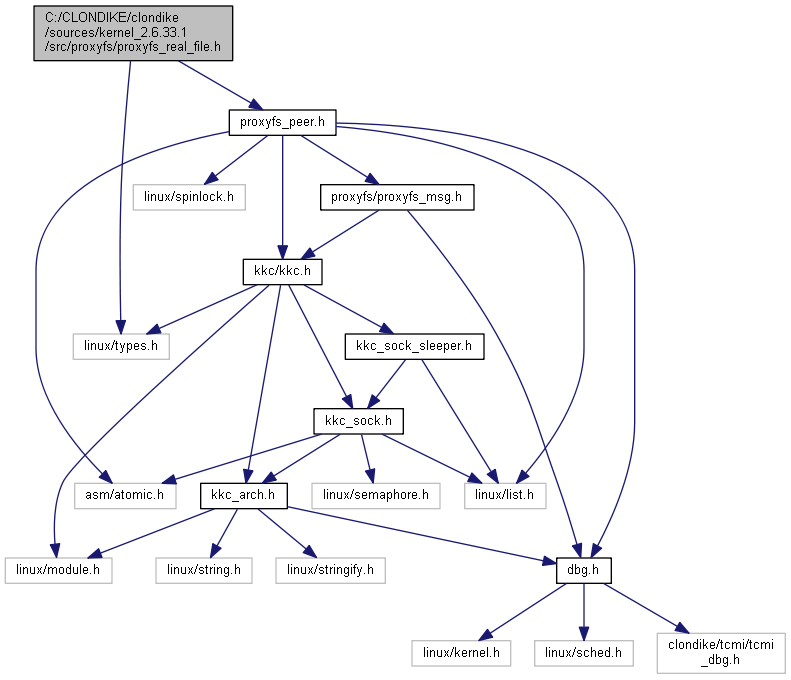 C:/CLONDIKE/clondike
/sources/kernel_2.6.33.1
/src/proxyfs/proxyfs_real_file.h
proxyfs_peer.h
linux/spinlock.h
proxyfs/proxyfs_msg.h
kkc/kkc.h
linux/types.h
kkc_sock_sleeper.h
kkc_sock.h
asm/atomic.h
kkc_arch.h
linux/semaphore.h
linux/list.h
linux/module.h
linux/string.h
linux/stringify.h
dbg.h
linux/kernel.h
linux/sched.h
clondike/tcmi/tcmi
_dbg.h